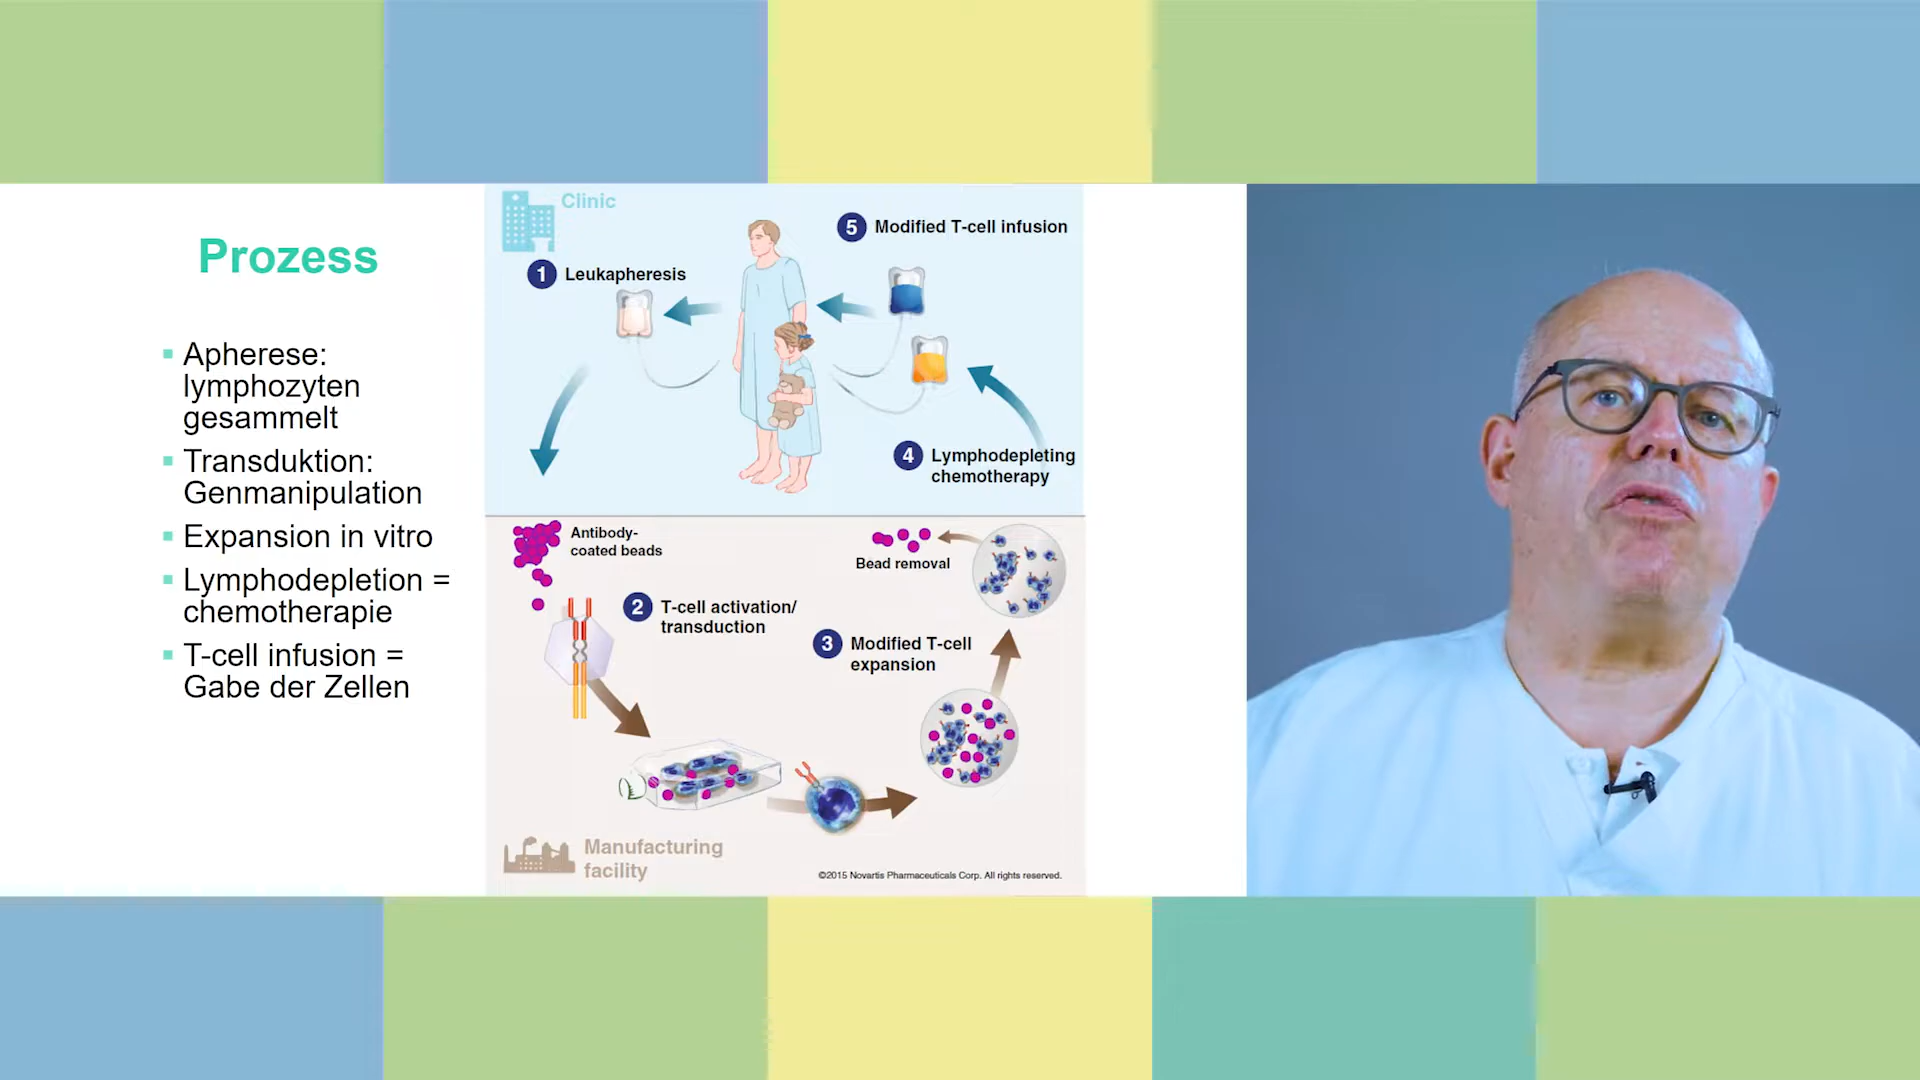 Prozess
Apherese:
lymphozyten
gesammelt
Transduktion:
Genmanipulation
Expansion in vitro
Lymphodepletion =
chemotherapie
T-cell infusion =
Gabe der Zellen
Clinic
5 Modified T-cell infusion
1 Leukapheresis
4 Lymphodepleting
chemotherapy
Antibody-
coated beads
Bead removal
2 T-cell activation/
transduction
3 Modified T-cell
expansion
Manufacturing
facility
©2015 Novartis Pharmaceuticals Corp. All rights reserved.